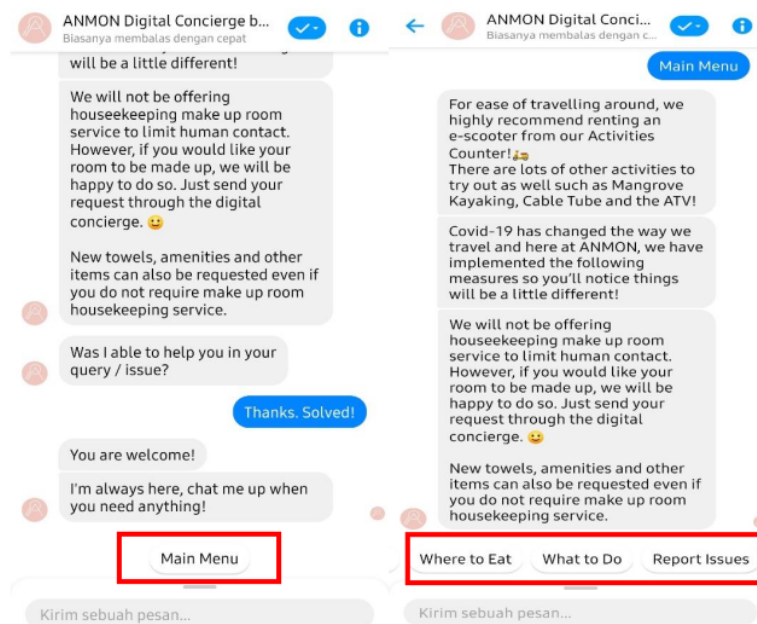 ANMON Digital Concierge b...
Biasanya membalas dengan cepat
will be a little different!
We will not be offering
houseekeeping make up room
service to limit human contact.
However, if you would like your
room to be made up, we will be
happy to do so. Just send your
request through the digital
concierge. 😀
New towels, amenities and other
items can also be requested even if
you do not require make up room
housekeeping service.
Was I able to help you in your
query / issue?
Thanks. Solved!
You are welcome!
I'm always here, chat me up when
you need anything!
Main Menu
Kirim sebuah pesan...
ANMON Digital Conci...
Biasanya membalas dengan c...
Main Menu
For ease of travelling around, we
highly recommend renting an
e-scooter from our Activities
Counter!🛵
There are lots of other activities to
try out as well such as Mangrove
Kayaking, Cable Tube and the ATV!
Covid-19 has changed the way we
travel and here at ANMON, we have
implemented the following
measures so you'll notice things
will be a little different!
We will not be offering
houseekeeping make up room
service to limit human contact.
However, if you would like your
room to be made up, we will be
happy to do so. Just send your
request through the digital
concierge. 😀
New towels, amenities and other
items can also be requested even if
you do not require make up room
housekeeping service.
Where to Eat
What to Do
Report Issues
Kirim sebuah pesan...